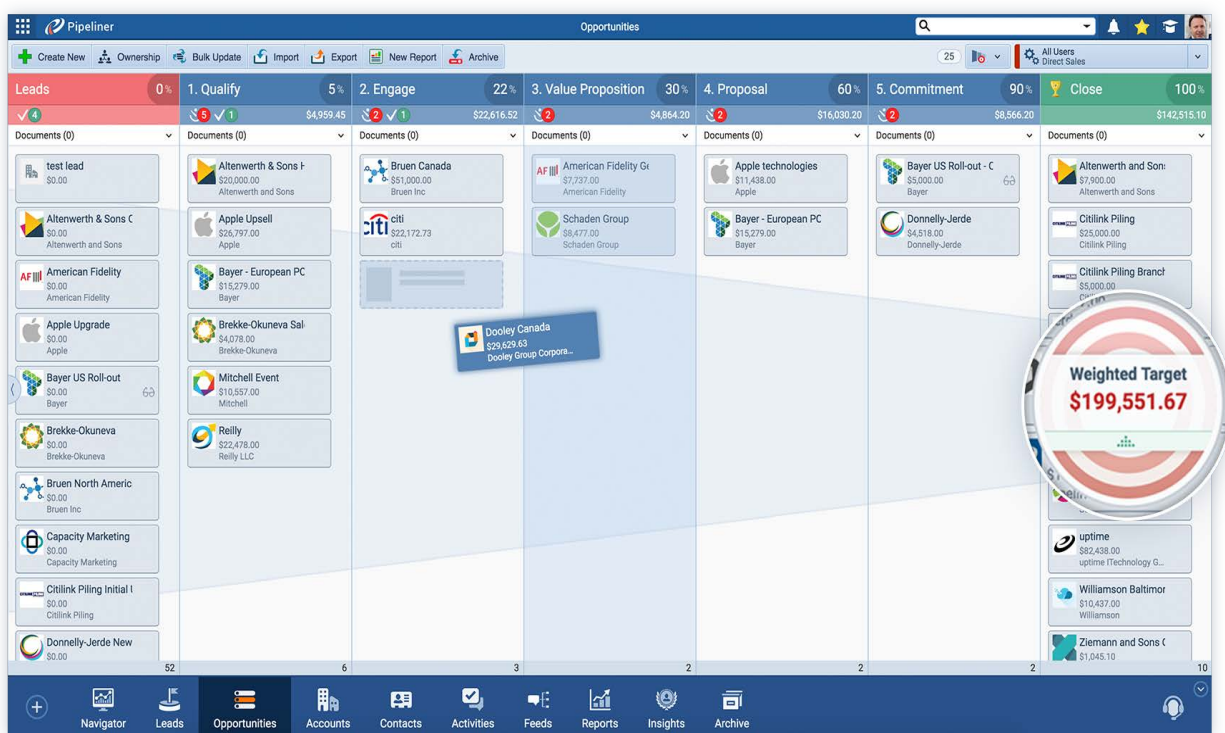 Pipeliner
Opportunities
Create New Ownership Bulk Update Import Export New Report Archive
25
All Users
Direct Sales
Leads 0%
4
Documents (0)
test lead
$0.00
Altenwerth & Sons C
$0.00
Altenwerth and Sons
American Fidelity
$0.00
American Fidelity
Apple Upgrade
$0.00
Apple
Bayer US Roll-out
$0.00
Bayer
Brekke-Okuneva
$0.00
Brekke-Okuneva
Bruen North Americ
$0.00
Bruen Inc
Capacity Marketing
$0.00
Capacity Marketing
Citilink Piling Initial
$0.00
Citilink Piling
Donnelly-Jerde New
$0.00
52
1. Qualify 5%
5 1 $4,959.45
Documents (0)
Altenwerth & Sons H
$20,000.00
Altenwerth and Sons
Apple Upsell
$26,797.00
Apple
Bayer - European PC
$15,279.00
Bayer
Brekke-Okuneva Sal
$4,078.00
Brekke-Okuneva
Mitchell Event
$10,557.00
Mitchell
Reilly
$22,478.00
Reilly LLC
6
2. Engage 22%
2 1 $22,616.52
Documents (0)
Bruen Canada
$51,000.00
Bruen Inc
citi
citi
$22,172.73
citi
Dooley Canada
$29,629.63
Dooley Group Corpora...
3
3. Value Proposition 30%
2 $4,864.20
Documents (0)
AF
American Fidelity Ge
$7,737.00
American Fidelity
Schaden Group
$8,477.00
Schaden Group
2
4. Proposal 60%
2 $16,030.20
Documents (0)
Apple technologies
$11,438.00
Apple
Bayer - European PC
$15,279.00
Bayer
2
5. Commitment 90%
2 $8,566.20
Documents (0)
Bayer US Roll-out - C
$5,000.00
Bayer
Donnelly-Jerde
$4,518.00
Donnelly-Jerde
2
Close 100%
$142,515.10
Documents (0)
Altenwerth and Son
$7,900.00
Altenwerth and Sons
Citilink Piling
$25,000.00
Citilink Piling
Citilink Piling Branch
$5,000.00
Weighted Target
$199,551.67
uptime
$82,438.00
uptime ITechnology G...
Williamson Baltimor
$10,437.00
Williamson
Ziemann and Sons C
$1,045.10
10
Navigator Leads Opportunities Accounts Contacts Activities Feeds Reports Insights Archive